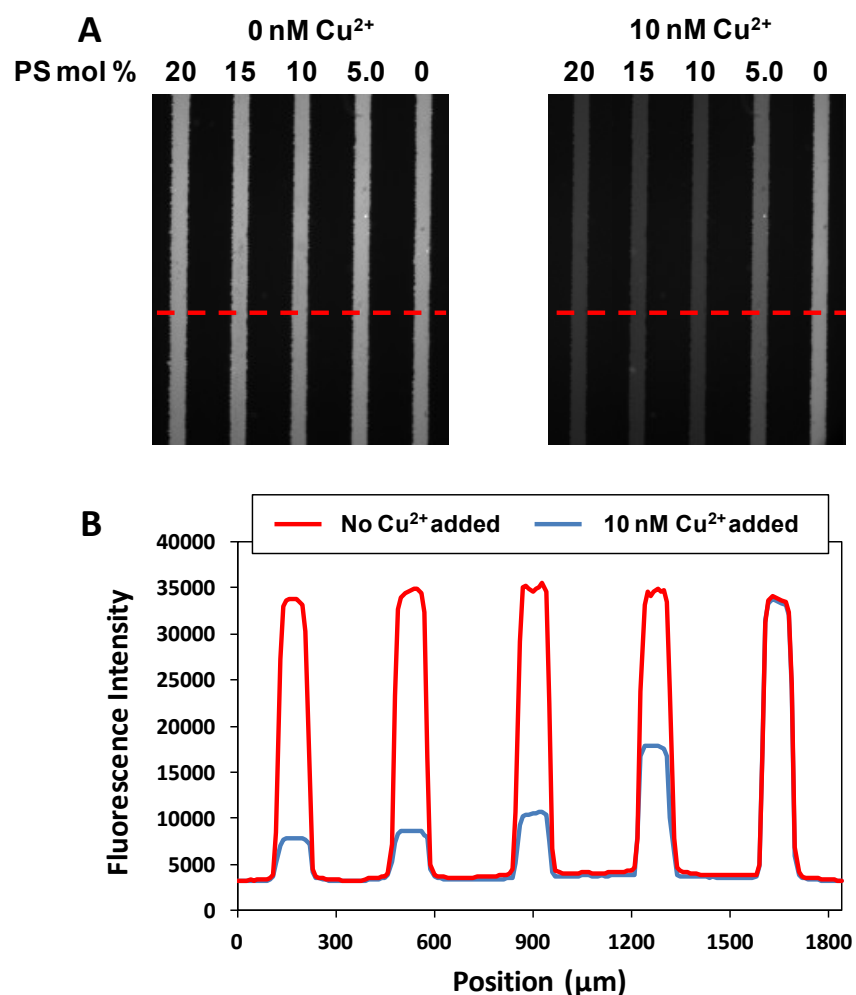 A
0 nM Cu²⁺ 10 nM Cu²⁺
PS mol % 20 15 10 5.0 0 20 15 10 5.0 0
B
No Cu²⁺ added 10 nM Cu²⁺ added
40000
35000
30000
25000
20000
15000
10000
5000
0
Fluorescence Intensity
0 300 600 900 1200 1500 1800
Position (µm)